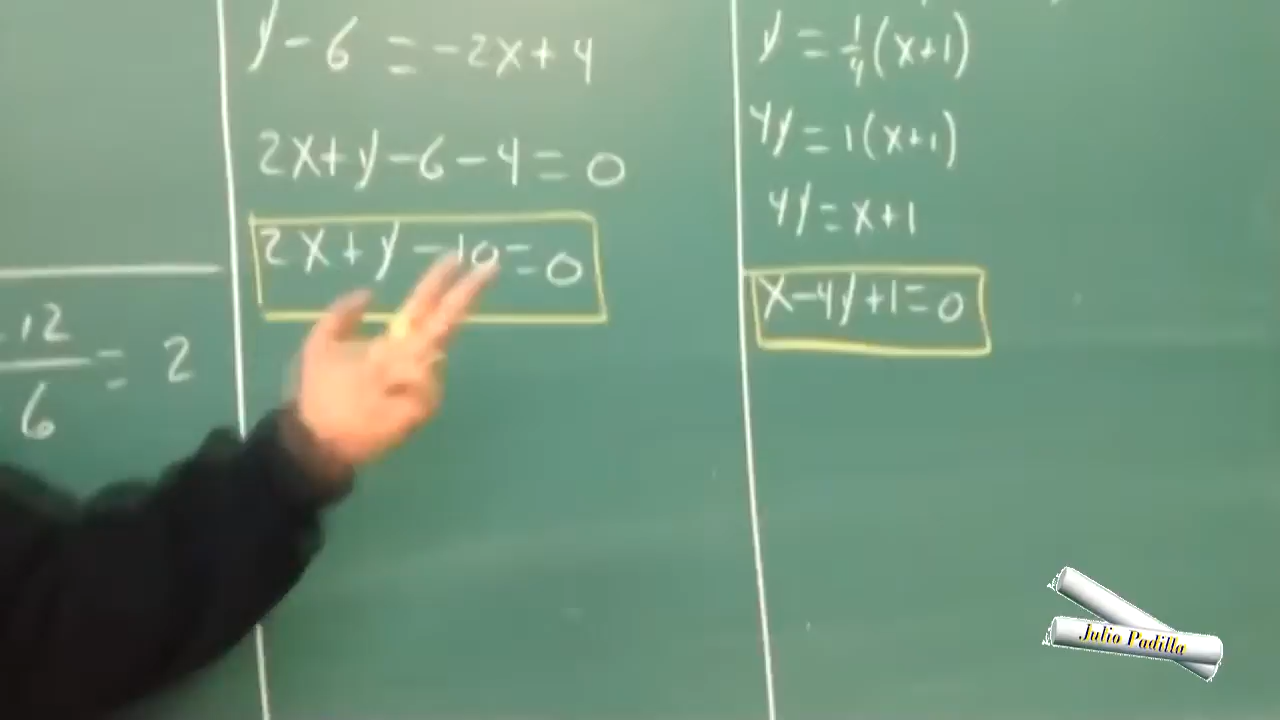 -12
6
= 2
y-6 = -2x+4
2x+y-6-4=0
2x+y-10=0
y = 1/4(x+1)
4y=1(x+1)
4y=x+1
x-4y+1=0
Julio Padilla